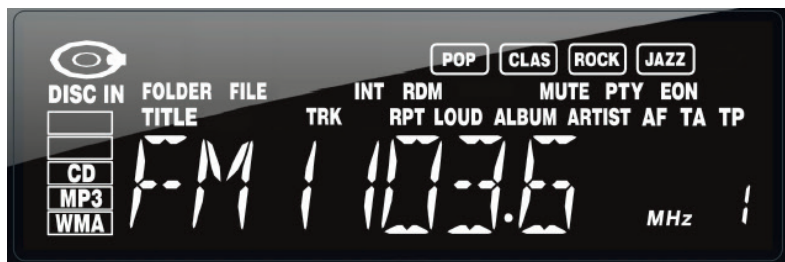 POP CLAS ROCK JAZZ
DISC IN FOLDER FILE INT RDM MUTE PTY EON
TITLE TRK RPT LOUD ALBUM ARTIST AF TA TP
CD
MP3
WMA
FM 1 103.6 MHz 1